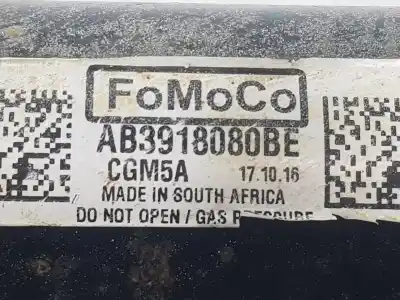 FoMoCo
AB3918080BE
CGM5A 17.10.16
MADE IN SOUTH AFRICA
DO NOT OPEN / GAS PRESSURE